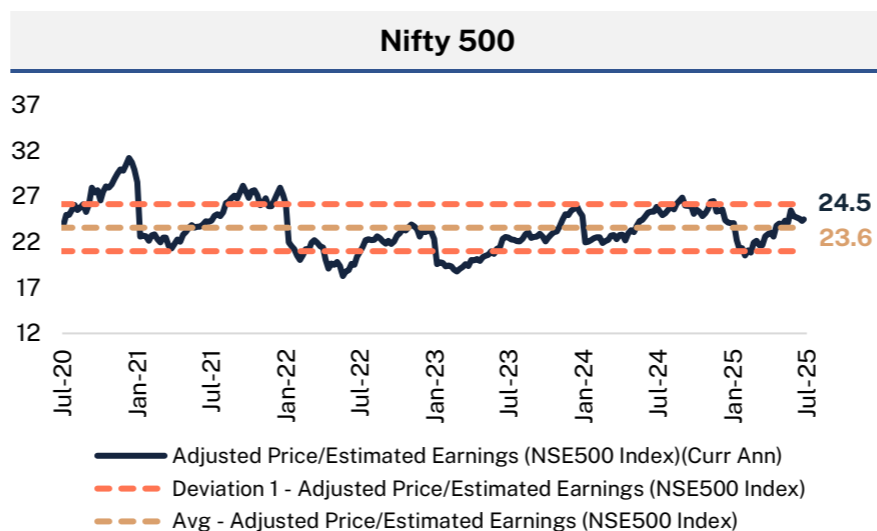 Nifty 500
37
32
27
22
17
12
24.5
23.6
Jul-20
Jan-21
Jul-21
Jan-22
Jul-22
Jan-23
Jul-23
Jan-24
Jul-24
Jan-25
Jul-25
Adjusted Price/Estimated Earnings (NSE500 Index)(Curr Ann)
Deviation 1 - Adjusted Price/Estimated Earnings (NSE500 Index)
Avg - Adjusted Price/Estimated Earnings (NSE500 Index)